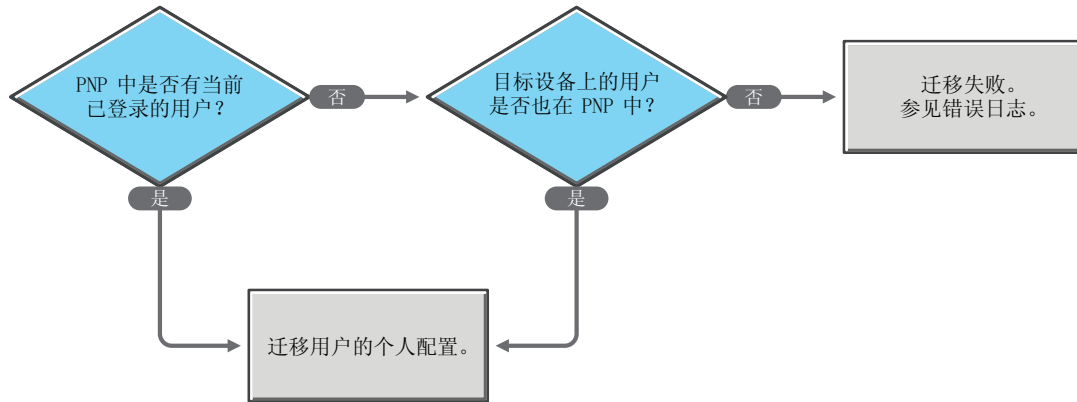 PNP 中是否有当前
已登录的用户？
否
目标设备上的用户
是否也在 PNP 中？
否
迁移失败。
参见错误日志。
是
是
迁移用户的个人配置。